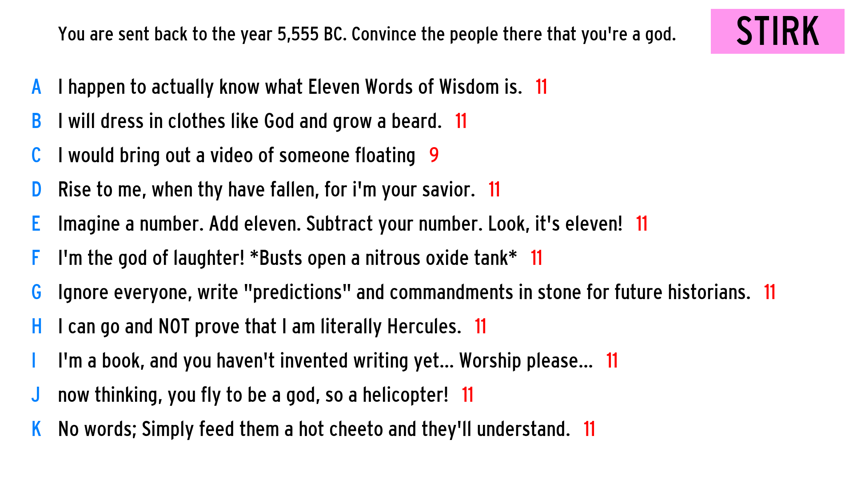 You are sent back to the year 5,555 BC. Convince the people there that you're a god.
STIRK
A I happen to actually know what Eleven Words of Wisdom is. 11
B I will dress in clothes like God and grow a beard. 11
C I would bring out a video of someone floating 9
D Rise to me, when thy have fallen, for i'm your savior. 11
E Imagine a number. Add eleven. Subtract your number. Look, it's eleven! 11
F I'm the god of laughter! *Busts open a nitrous oxide tank* 11
G Ignore everyone, write "predictions" and commandments in stone for future historians. 11
H I can go and NOT prove that I am literally Hercules. 11
I I'm a book, and you haven't invented writing yet... Worship please... 11
J now thinking, you fly to be a god, so a helicopter! 11
K No words; Simply feed them a hot cheeto and they'll understand. 11